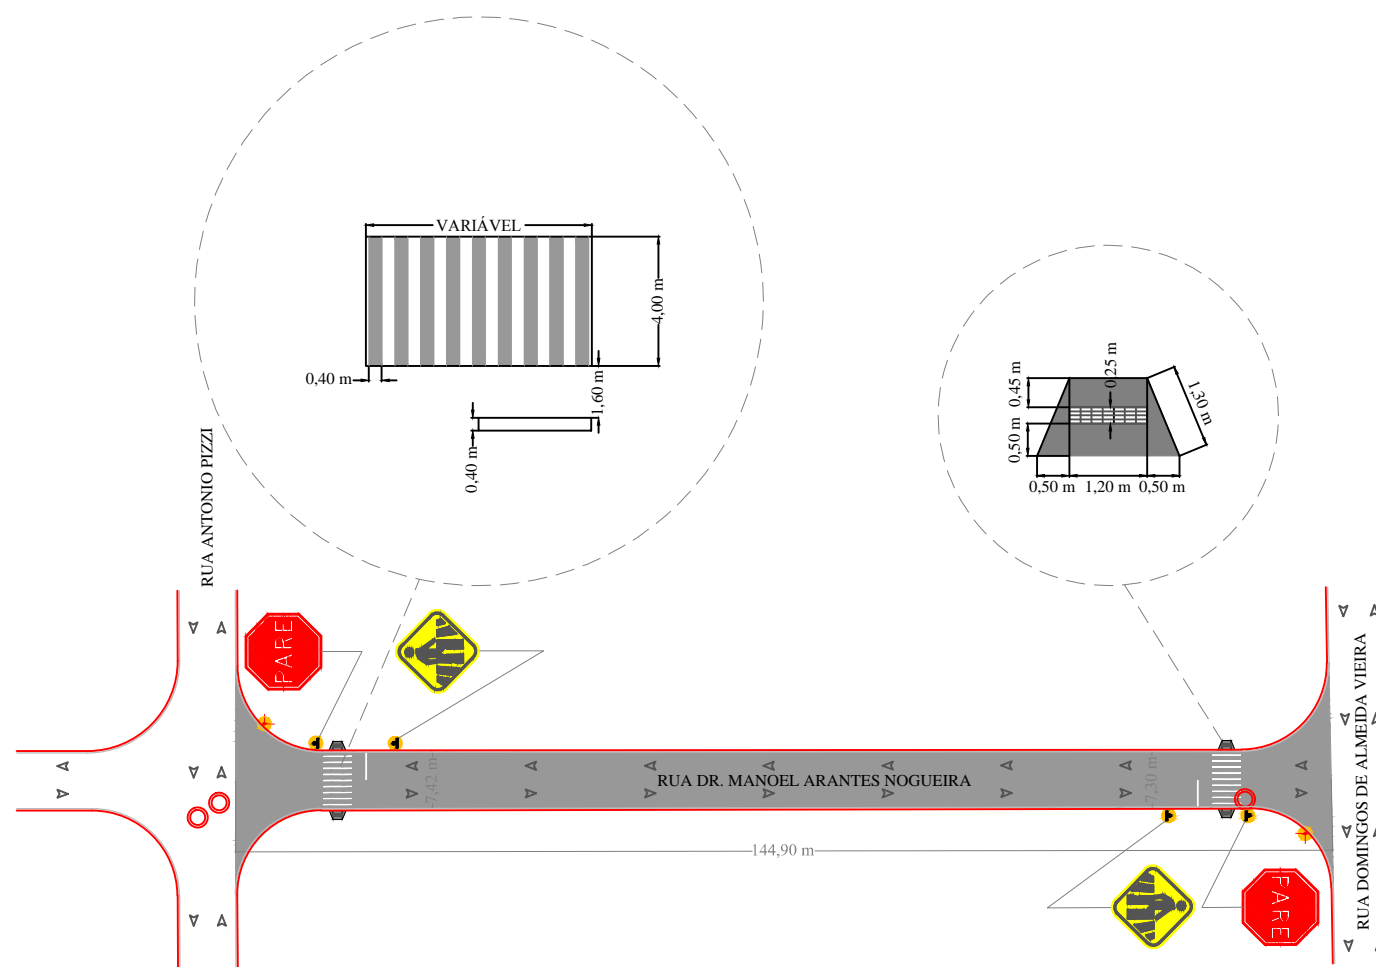 VARIÁVEL
4,00 m
0,40 m
1,60 m
0,40 m
0,25 m
0,45 m
1,30 m
0,50 m
0,50 m
1,20 m
0,50 m
RUA ANTONIO PIZZI
PARE
7,42 m
RUA DR. MANOEL ARANTES NOGUEIRA
7,30 m
144,90 m
RUA DOMINGOS DE ALMEIDA VIEIRA
PARE